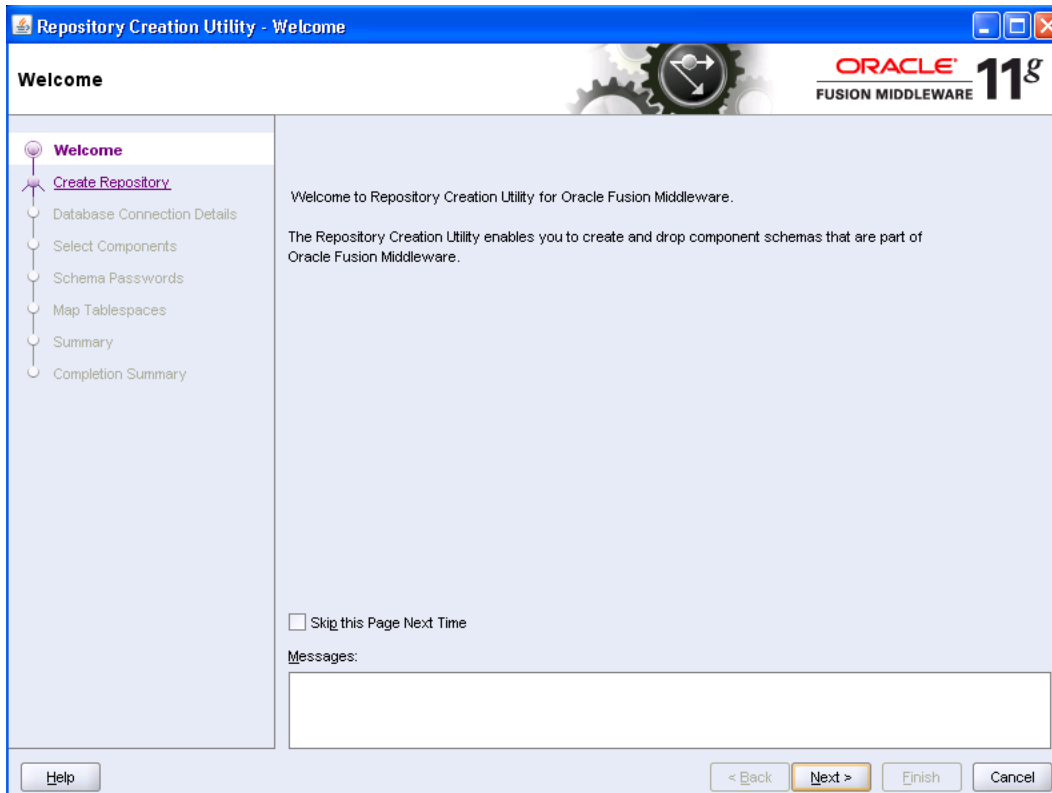 Repository Creation Utility - Welcome
Welcome
ORACLE
FUSION MIDDLEWARE
11g
Welcome
Create Repository
Database Connection Details
Select Components
Schema Passwords
Map Tablespaces
Summary
Completion Summary
Welcome to Repository Creation Utility for Oracle Fusion Middleware.
The Repository Creation Utility enables you to create and drop component schemas that are part of
Oracle Fusion Middleware.
Skip this Page Next Time
Messages:
Help
< Back
Next >
Finish
Cancel